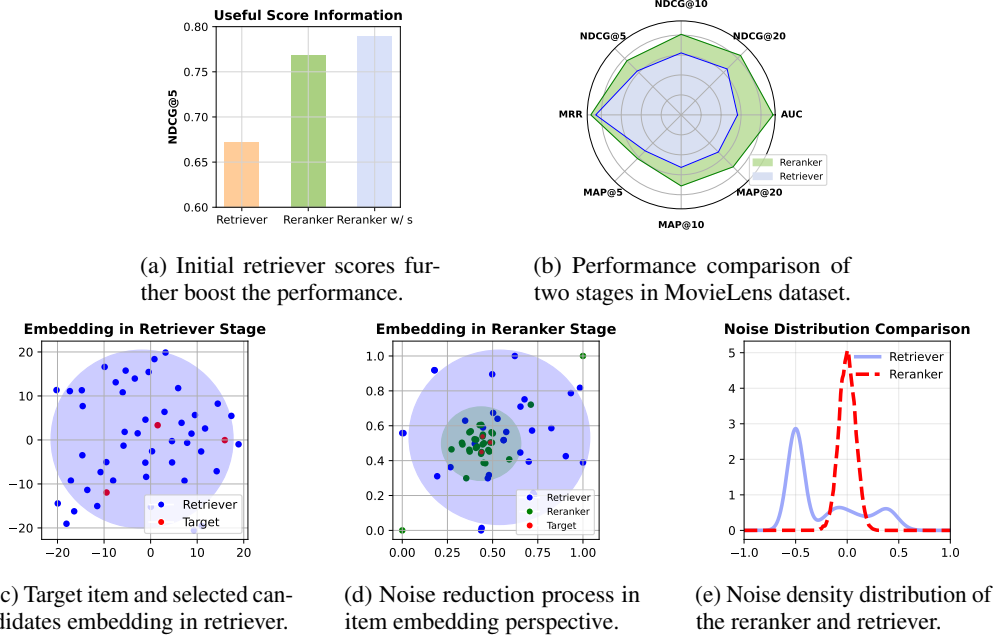 Useful Score Information
NDCG@5
0.80
0.75
0.70
0.65
0.60
Retriever
Reranker
Reranker w/ s
(a) Initial retriever scores fur-
ther boost the performance.
NDCG@10
NDCG@5
NDCG@20
MRR
AUC
MAP@5
MAP@20
MAP@10
Reranker
Retriever
(b) Performance comparison of
two stages in MovieLens dataset.
Embedding in Retriever Stage
20
10
0
−10
−20
−20
−10
0
10
20
Retriever
Target
c) Target item and selected can-
didates embedding in retriever.
Embedding in Reranker Stage
1.0
0.8
0.6
0.4
0.2
0.0
0.00
0.25
0.50
0.75
1.00
Retriever
Reranker
Target
(d) Noise reduction process in
item embedding perspective.
Noise Distribution Comparison
5
4
3
2
1
0
−1.0
−0.5
0.0
0.5
1.0
Retriever
Reranker
(e) Noise density distribution of
the reranker and retriever.